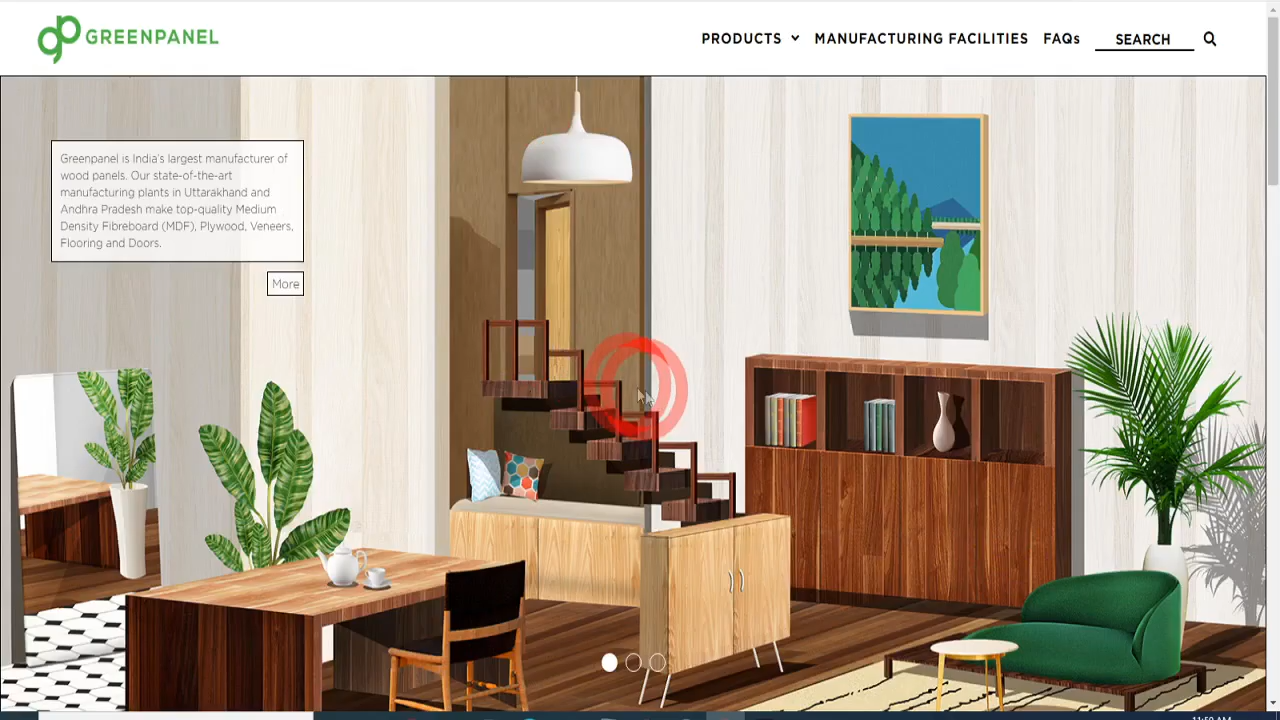 gp GREENPANEL
PRODUCTS
MANUFACTURING FACILITIES
FAQs
SEARCH
Greenpanel is India's largest manufacturer of
wood panels. Our state-of-the-art
manufacturing plants in Uttarakhand and
Andhra Pradesh make top-quality Medium
Density Fibreboard (MDF), Plywood, Veneers,
Flooring and Doors.
More